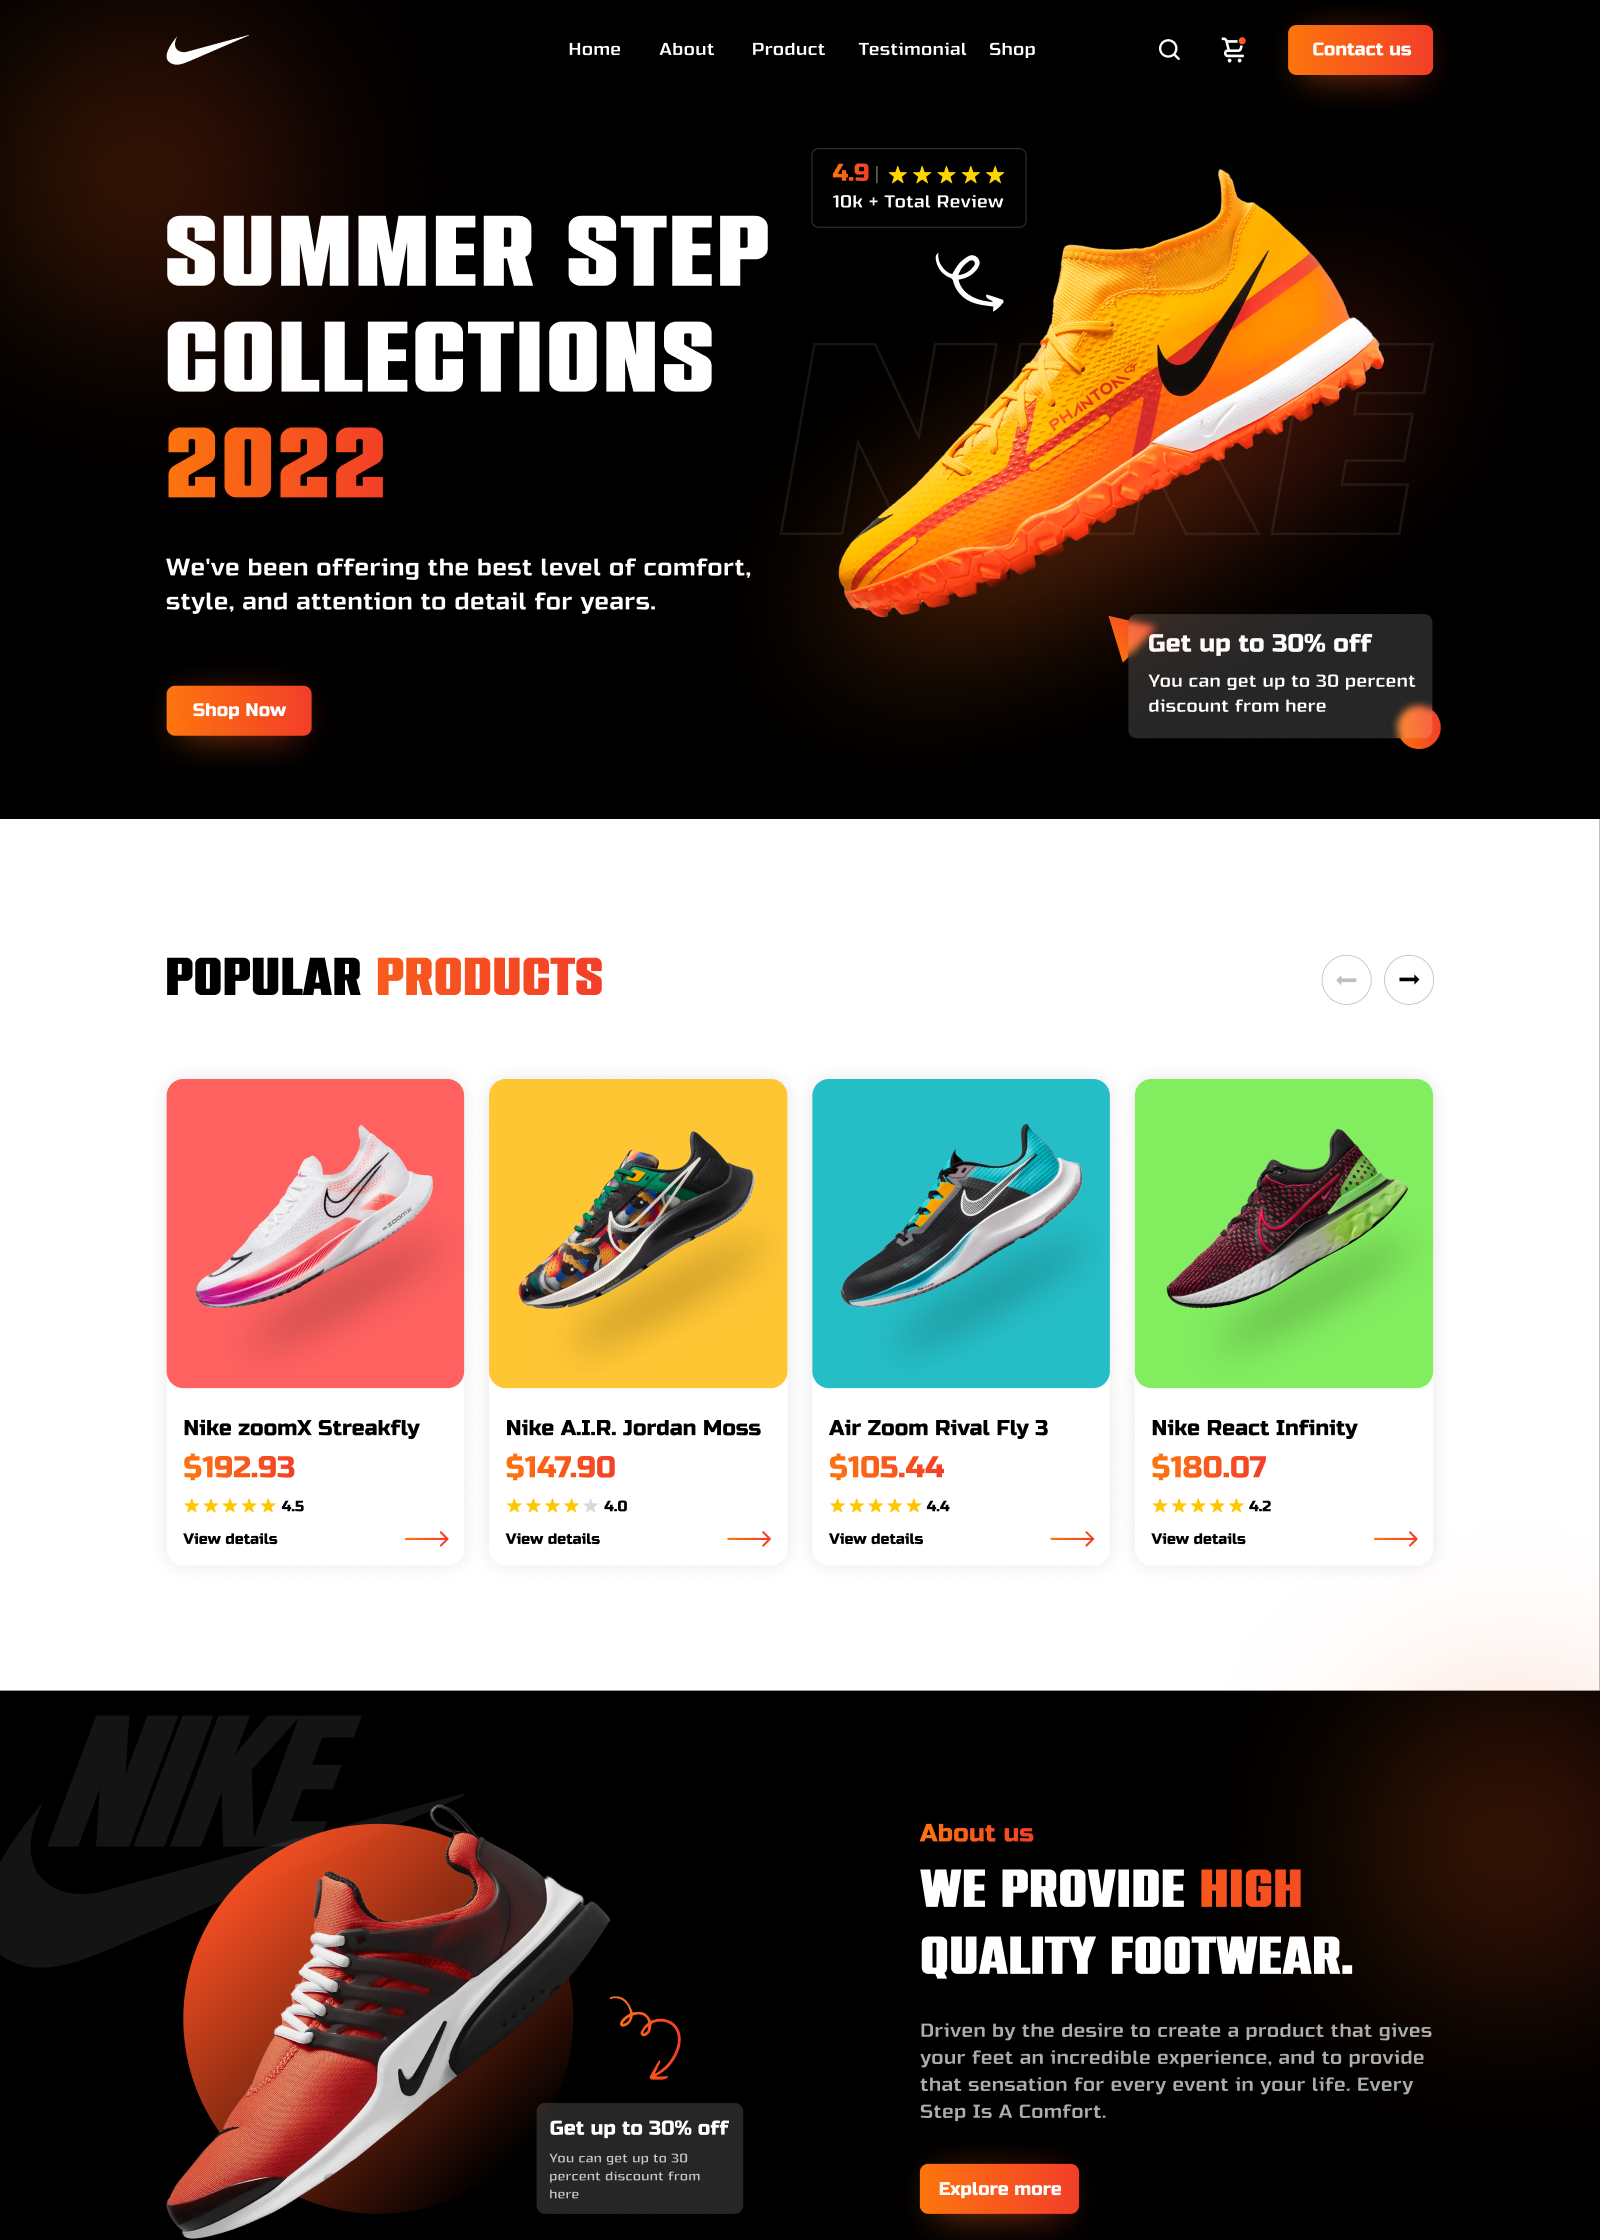 Home About Product Testimonial Shop
Contact us
4.9
10k + Total Review
SUMMER STEP
COLLECTIONS
2022
NIKE
PHANTOM GT
We've been offering the best level of comfort,
style, and attention to detail for years.
Shop Now
Get up to 30% off
You can get up to 30 percent
discount from here
POPULAR PRODUCTS
ZOOMX
Nike zoomX Streakfly
$192.93
4.5
View details
Nike A.I.R. Jordan Moss
$147.90
4.0
View details
Air Zoom Rival Fly 3
$105.44
4.4
View details
Nike React Infinity
$180.07
4.2
View details
NIKE
About us
WE PROVIDE HIGH
QUALITY FOOTWEAR.
Driven by the desire to create a product that gives
your feet an incredible experience, and to provide
that sensation for every event in your life. Every
Step Is A Comfort.
Explore more
Get up to 30% off
You can get up to 30
percent discount from
here